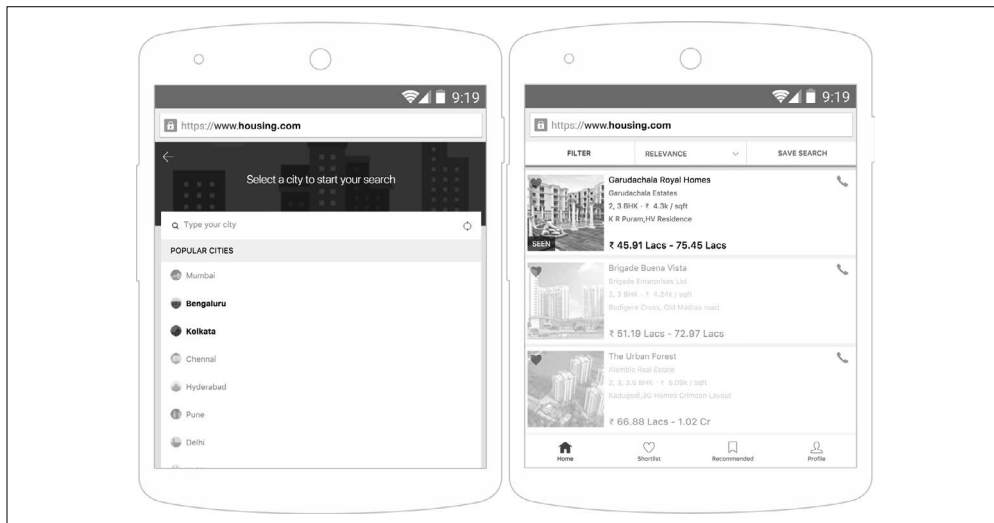 9:19
https://www.housing.com
Select a city to start your search
Type your city
POPULAR CITIES
Mumbai
Bengaluru
Kolkata
Chennai
Hyderabad
Pune
Delhi
9:19
https://www.housing.com
FILTER RELEVANCE SAVE SEARCH
Garudachala Royal Homes
Garudachala Estates
2, 3 BHK · ₹ 4.3k / sqft
K R Puram,HV Residence
SEEN
₹ 45.91 Lacs - 75.45 Lacs
Brigade Buena Vista
Brigade Enterprises Ltd
2, 3 BHK · ₹ 4.24k / sqft
Budigere Cross, Old Madras road
₹ 51.19 Lacs - 72.97 Lacs
The Urban Forest
Alembic Real Estate
2, 3, 3.5 BHK · ₹ 5.09k / sqft
Kadugodi,JG Homes Crimson Layout
₹ 66.88 Lacs - 1.02 Cr
Home Shortlist Recommended Profile